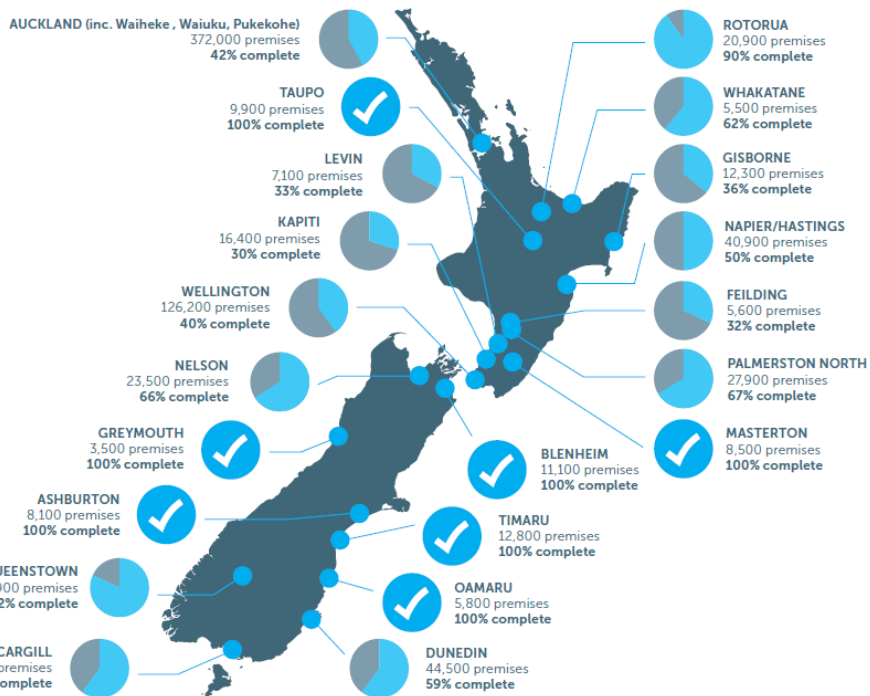 AUCKLAND (inc. Waiheke , Waiuku, Pukekohe)
372,000 premises
42% complete
TAUPO
9,900 premises
100% complete
LEVIN
7,100 premises
33% complete
KAPITI
16,400 premises
30% complete
WELLINGTON
126,200 premises
40% complete
NELSON
23,500 premises
66% complete
GREYMOUTH
3,500 premises
100% complete
ASHBURTON
8,100 premises
100% complete
UEENSTOWN
900 premises
2% complete
CARGILL
premises
omplete
ROTORUA
20,900 premises
90% complete
WHAKATANE
5,500 premises
62% complete
GISBORNE
12,300 premises
36% complete
NAPIER/HASTINGS
40,900 premises
50% complete
FEILDING
5,600 premises
32% complete
PALMERSTON NORTH
27,900 premises
67% complete
MASTERTON
8,500 premises
100% complete
BLENHEIM
11,100 premises
100% complete
TIMARU
12,800 premises
100% complete
OAMARU
5,800 premises
100% complete
DUNEDIN
44,500 premises
59% complete